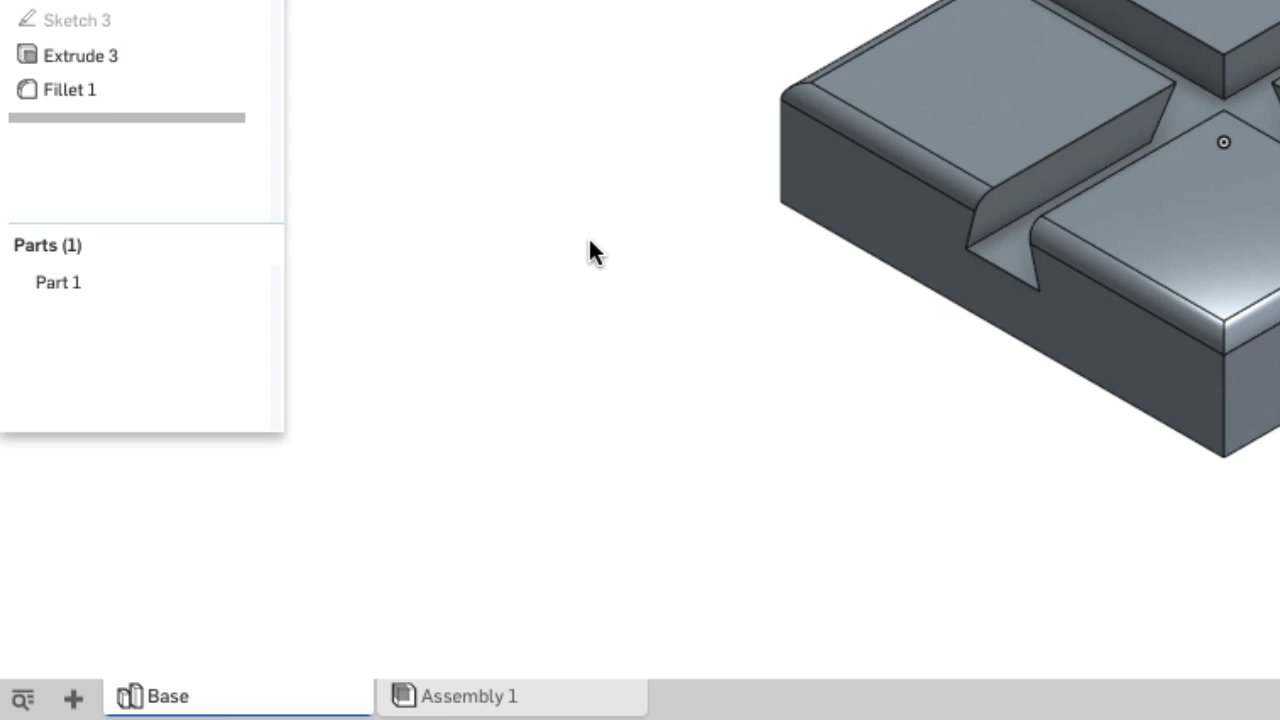 Sketch 3
Extrude 3
Fillet 1
Parts (1)
Part 1
Base
Assembly 1